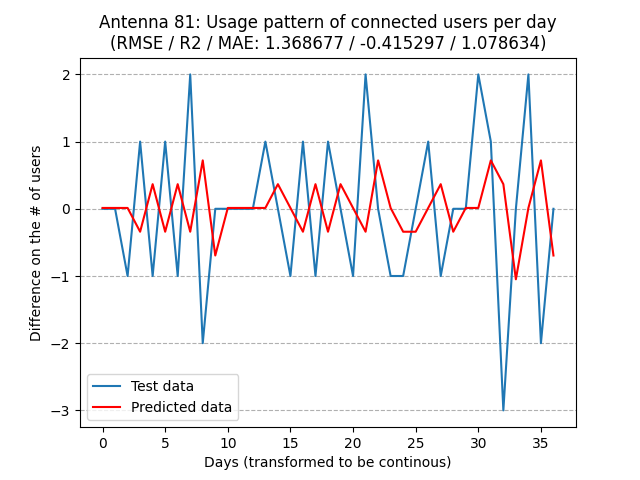 Antenna 81: Usage pattern of connected users per day
(RMSE / R2 / MAE: 1.368677 / -0.415297 / 1.078634)
Difference on the # of users
2
1
0
−1
−2
−3
Test data
Predicted data
0 5 10 15 20 25 30 35
Days (transformed to be continous)